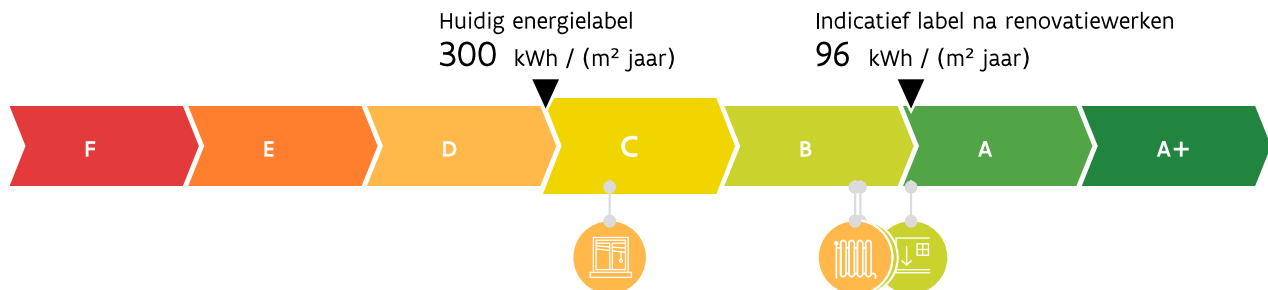 Huidig energielabel
300 kWh / (m² jaar)
Indicatief label na renovatiewerken
96 kWh / (m² jaar)
F E D C B A A+